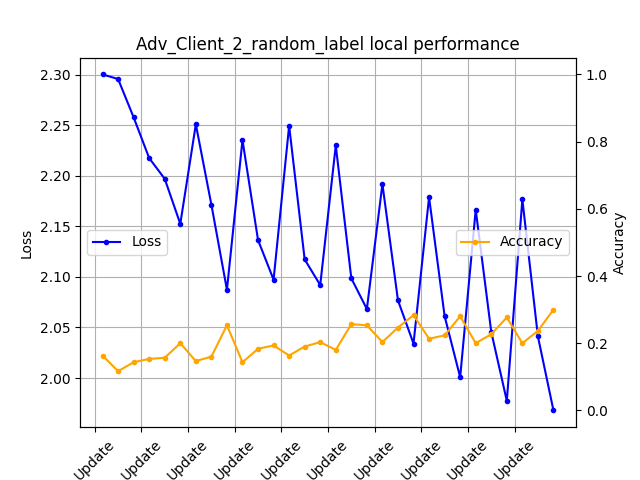 Adv_Client_2_random_label local performance
2.30
2.25
2.20
2.15
2.10
2.05
2.00
Loss
Loss
Accuracy
1.0
0.8
0.6
0.4
0.2
0.0
Accuracy
Update
Update
Update
Update
Update
Update
Update
Update
Update
Update